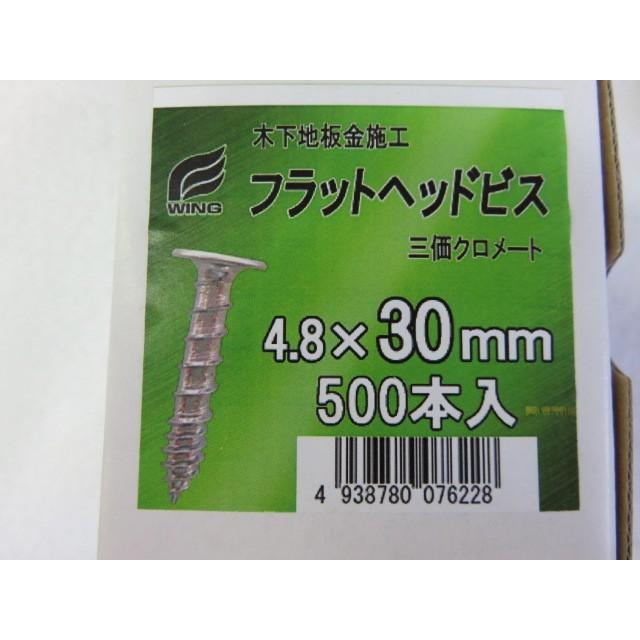 木下地板金施工
WING
フラットヘッドビス
三価クロメート
4.8×30mm
500本入
4 938780 076228